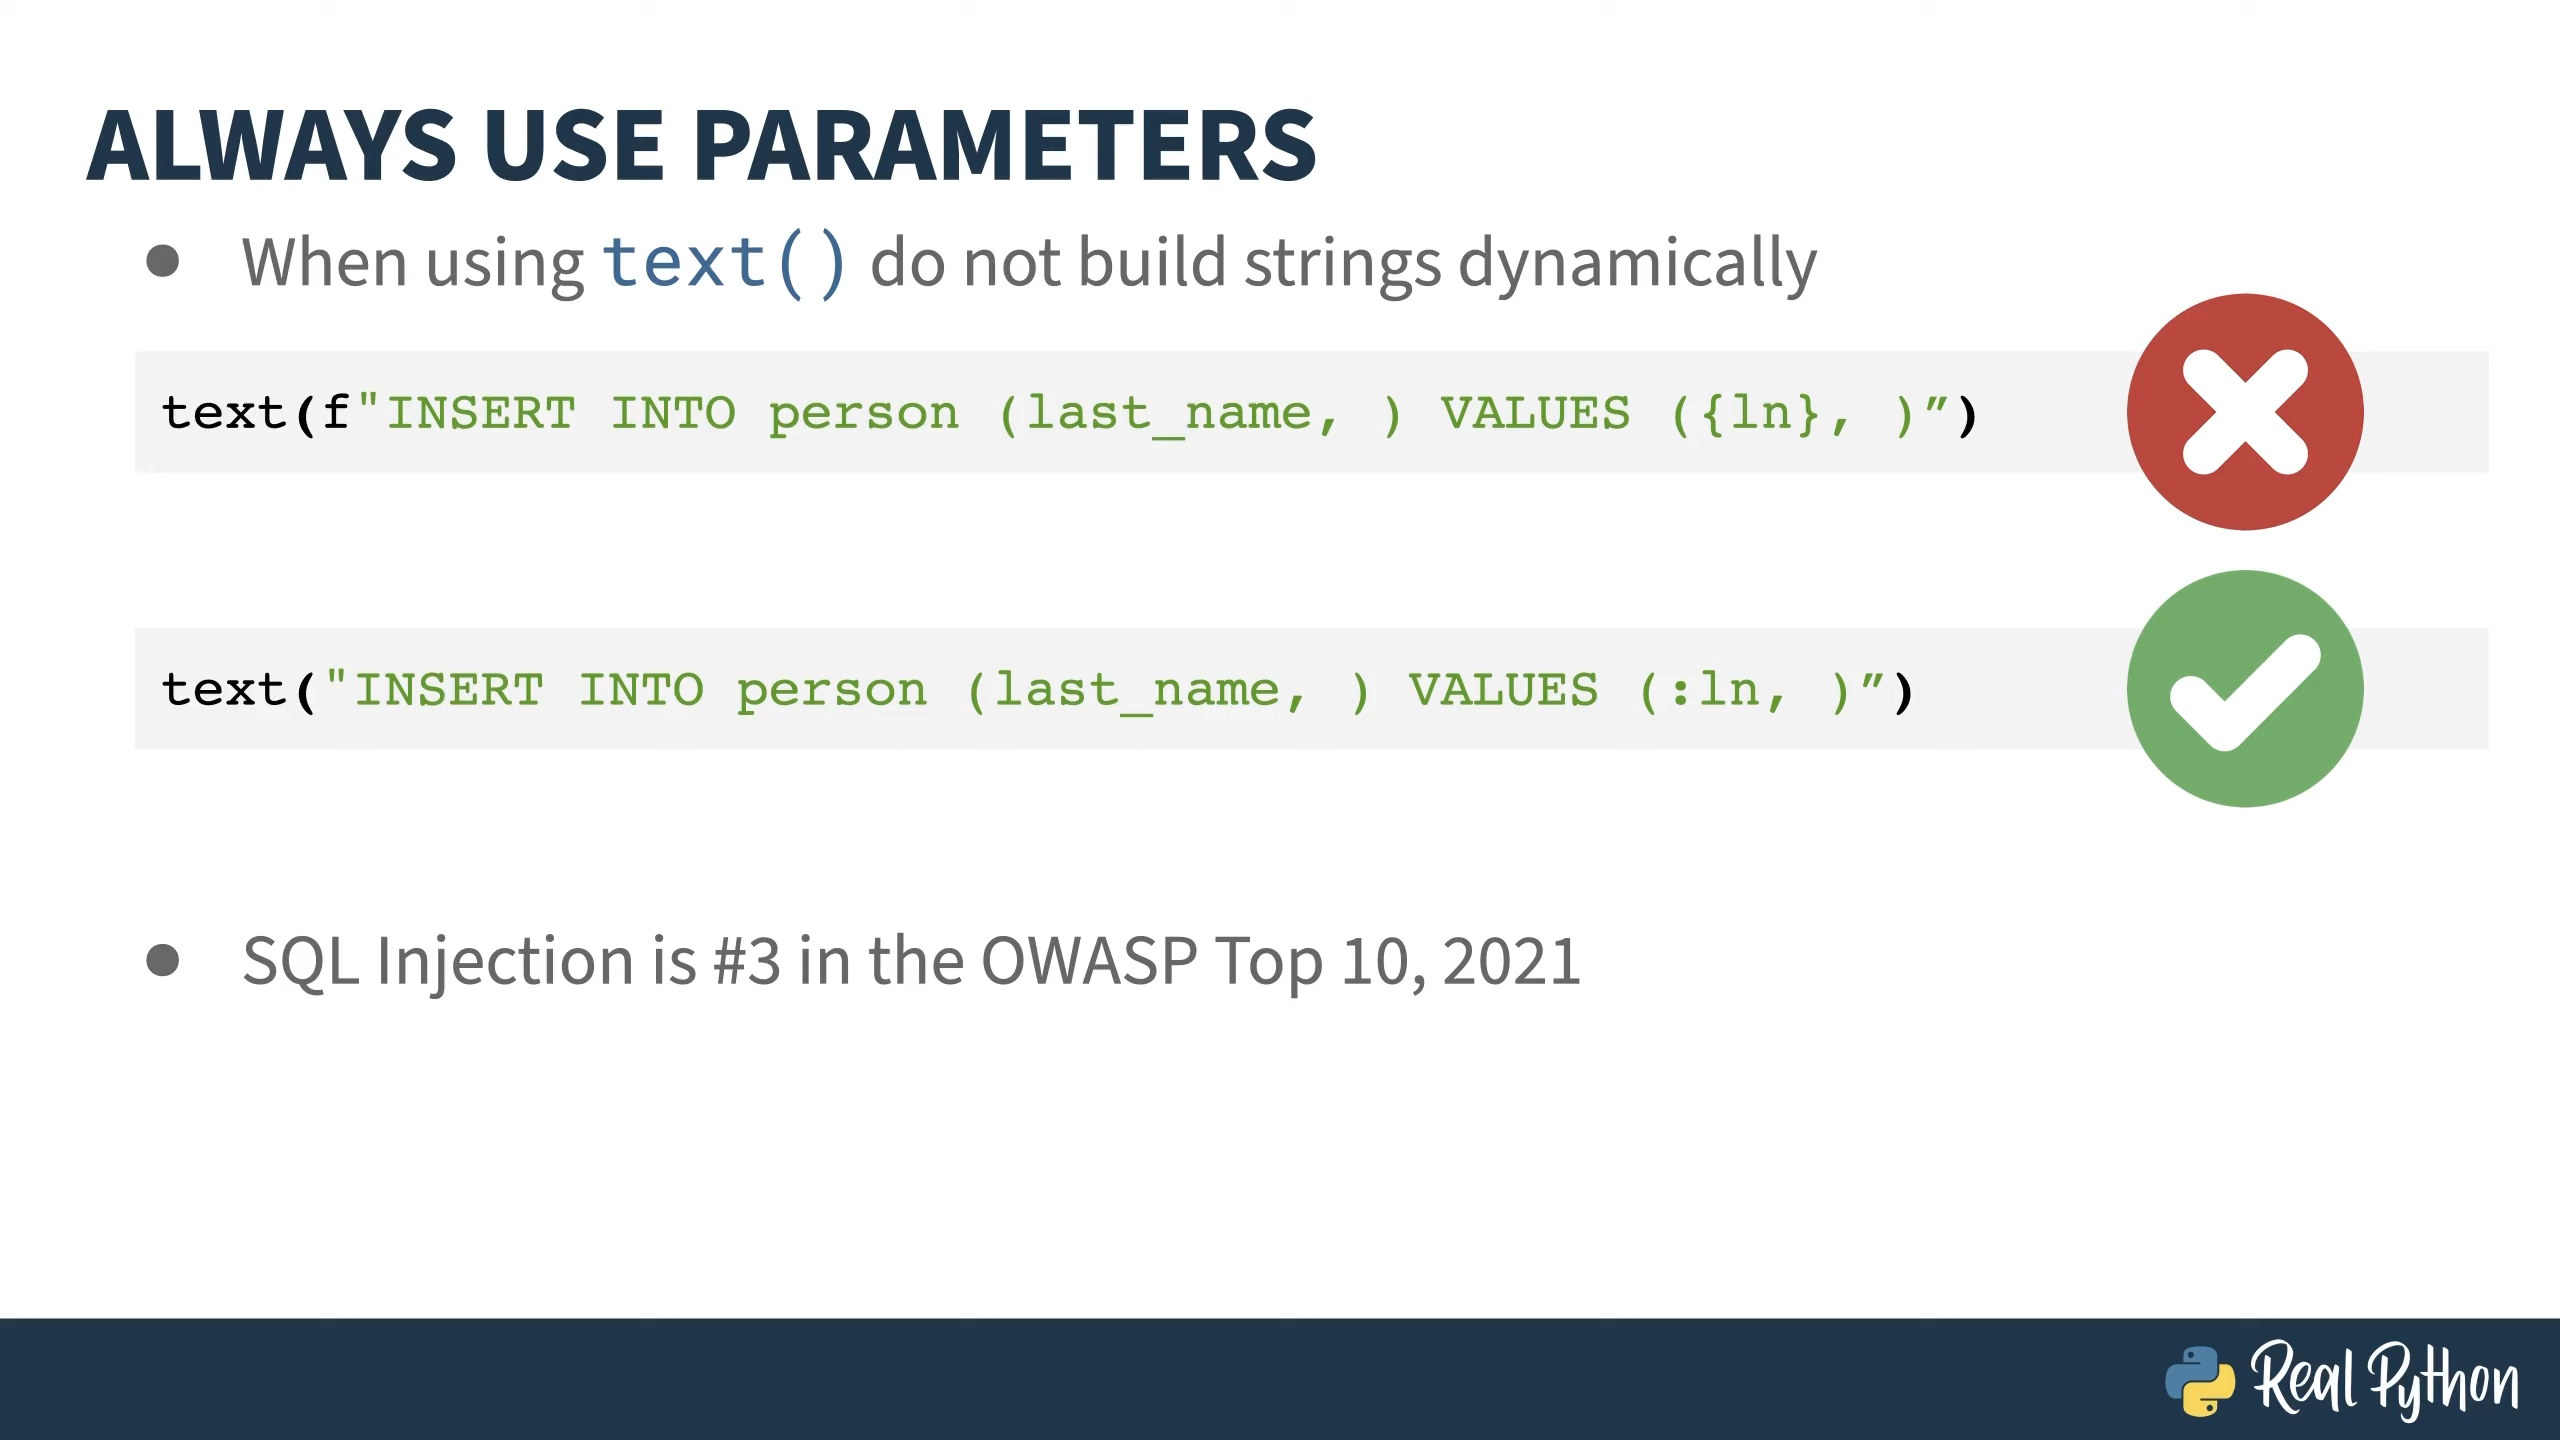 ALWAYS USE PARAMETERS
● When using text() do not build strings dynamically
text(f"INSERT INTO person (last_name, ) VALUES ({ln}, )”)
text("INSERT INTO person (last_name, ) VALUES (:ln, )”)
● SQL Injection is #3 in the OWASP Top 10, 2021
Real Python